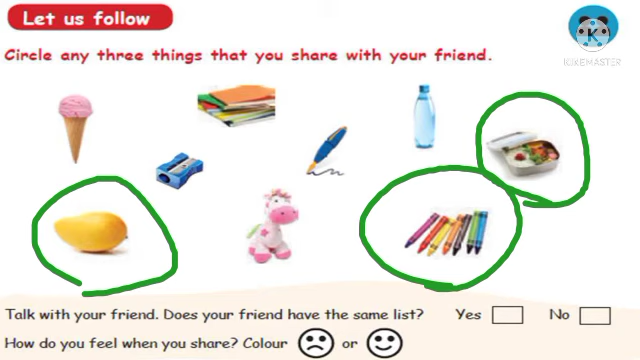 Let us follow
Circle any three things that you share with your friend.
KINEMASTER
Talk with your friend. Does your friend have the same list? Yes No
How do you feel when you share? Colour or